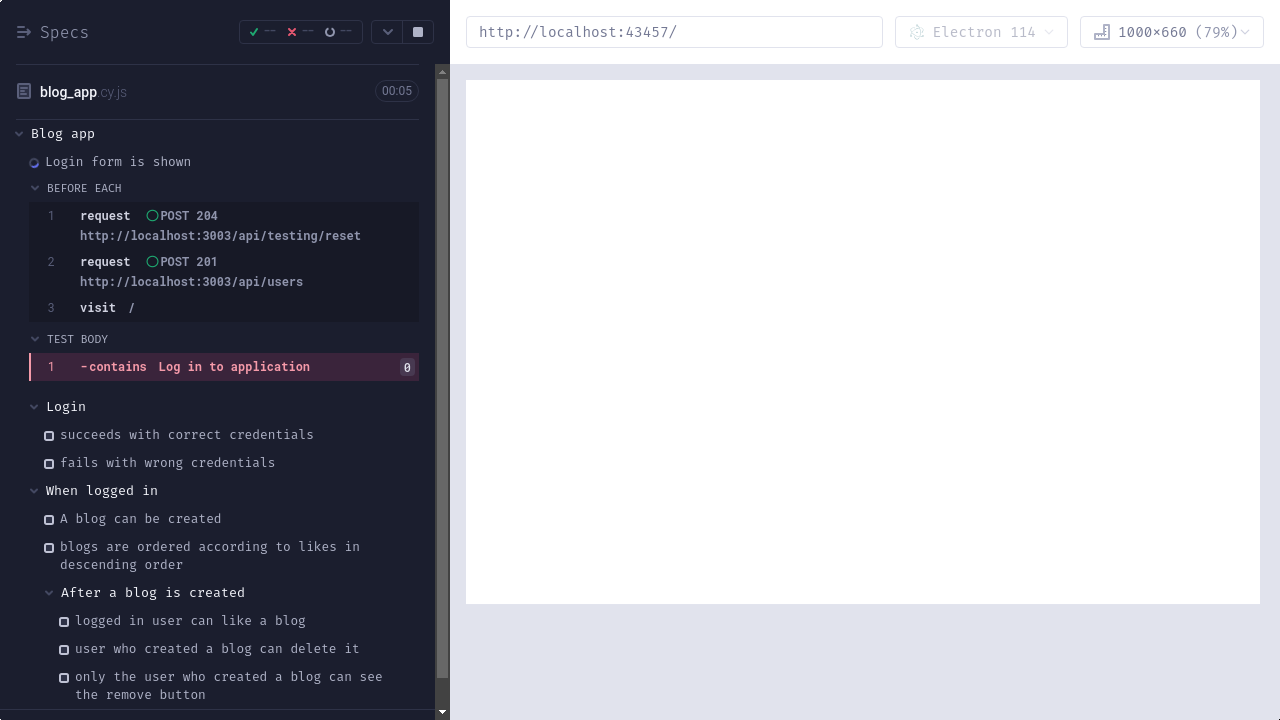 Specs
--
--
--
http://localhost:43457/
Electron 114
1000×660 (79%)
blog_app.cy.js
00:05
Blog app
Login form is shown
BEFORE EACH
1 request POST 204
http://localhost:3003/api/testing/reset
2 request POST 201
http://localhost:3003/api/users
3 visit /
TEST BODY
1 -contains Log in to application 0
Login
succeeds with correct credentials
fails with wrong credentials
When logged in
A blog can be created
blogs are ordered according to likes in
descending order
After a blog is created
logged in user can like a blog
user who created a blog can delete it
only the user who created a blog can see
the remove button